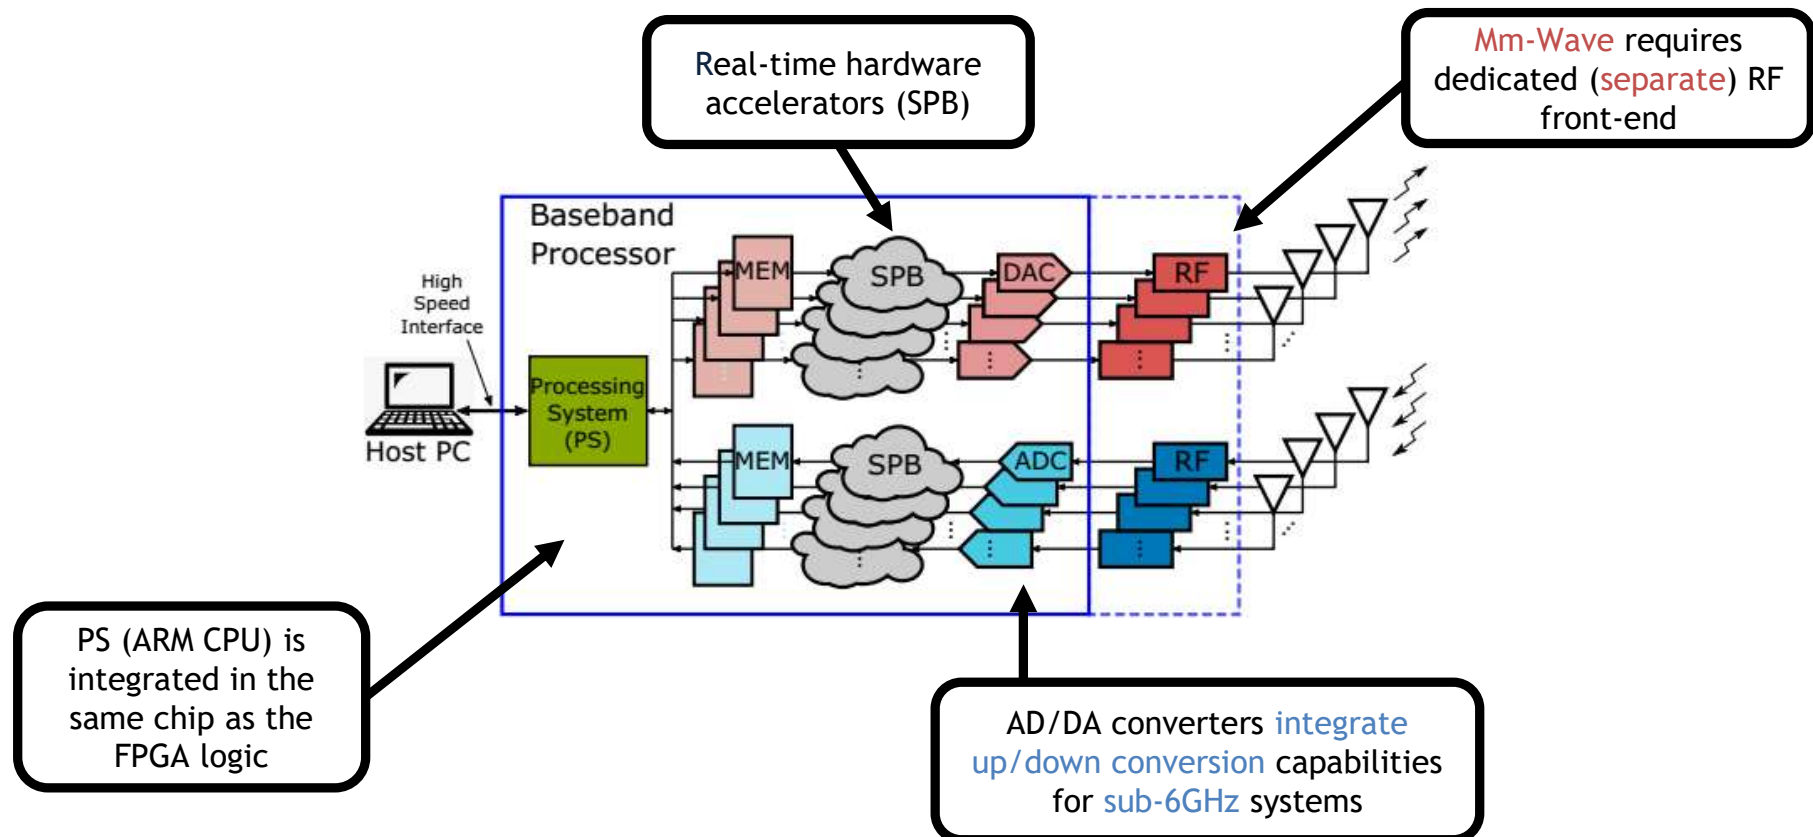 Real-time hardware
accelerators (SPB)
Mm-Wave requires
dedicated (separate) RF
front-end
Baseband
Processor
High
Speed
Interface
Host PC
Processing
System
(PS)
MEM
SPB
DAC
RF
MEM
SPB
ADC
RF
PS (ARM CPU) is
integrated in the
same chip as the
FPGA logic
AD/DA converters integrate
up/down conversion capabilities
for sub-6GHz systems